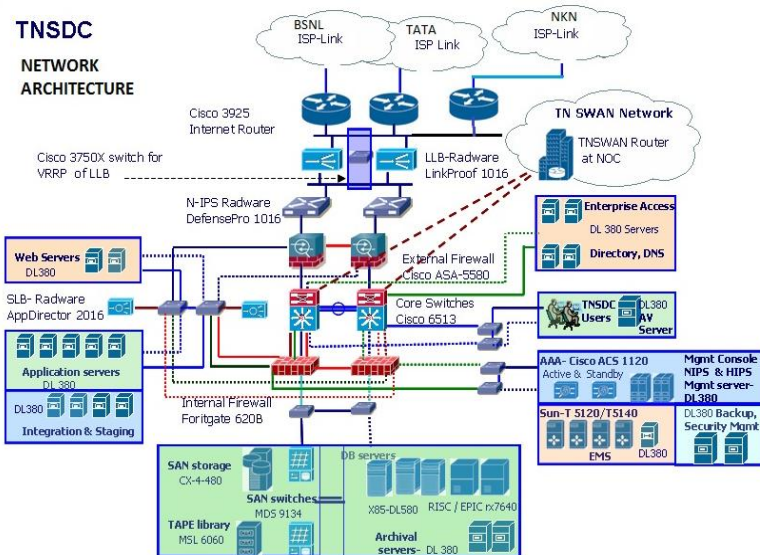 TNSDC
NETWORK
ARCHITECTURE
BSNL
ISP-Link
TATA
ISP Link
NKN
ISP-Link
Cisco 3925
Internet Router
TN SWAN Network
TNSWAN Router
at NOC
Cisco 3750X switch for
VRRP of LLB
LLB-Radware
LinkProof 1016
N-IPS Radware
DefensePro 1016
Enterprise Access
DL 380 Servers
Directory, DNS
Web Servers
DL380
External Firewall
Cisco ASA-5580
SLB- Radware
AppDirector 2016
Core Switches
Cisco 6513
TNSDC
Users
DL380
AV
Server
Application servers
DL 380
AAA- Cisco ACS 1120
Active & Standby
Mgmt Console
NIPS & HIPS
Mgmt server-
DL380
DL380
Integration & Staging
Internal Firewall
Foritgate 620B
Sun-T 5120/T5140
EMS
DL380
DL380 Backup,
Security Mgmt
SAN storage
CX-4-480
SAN switches
MDS 9134
TAPE library
MSL 6060
DB servers
X85-DL580
RISC / EPIC rx7640
Archival
servers- DL 380